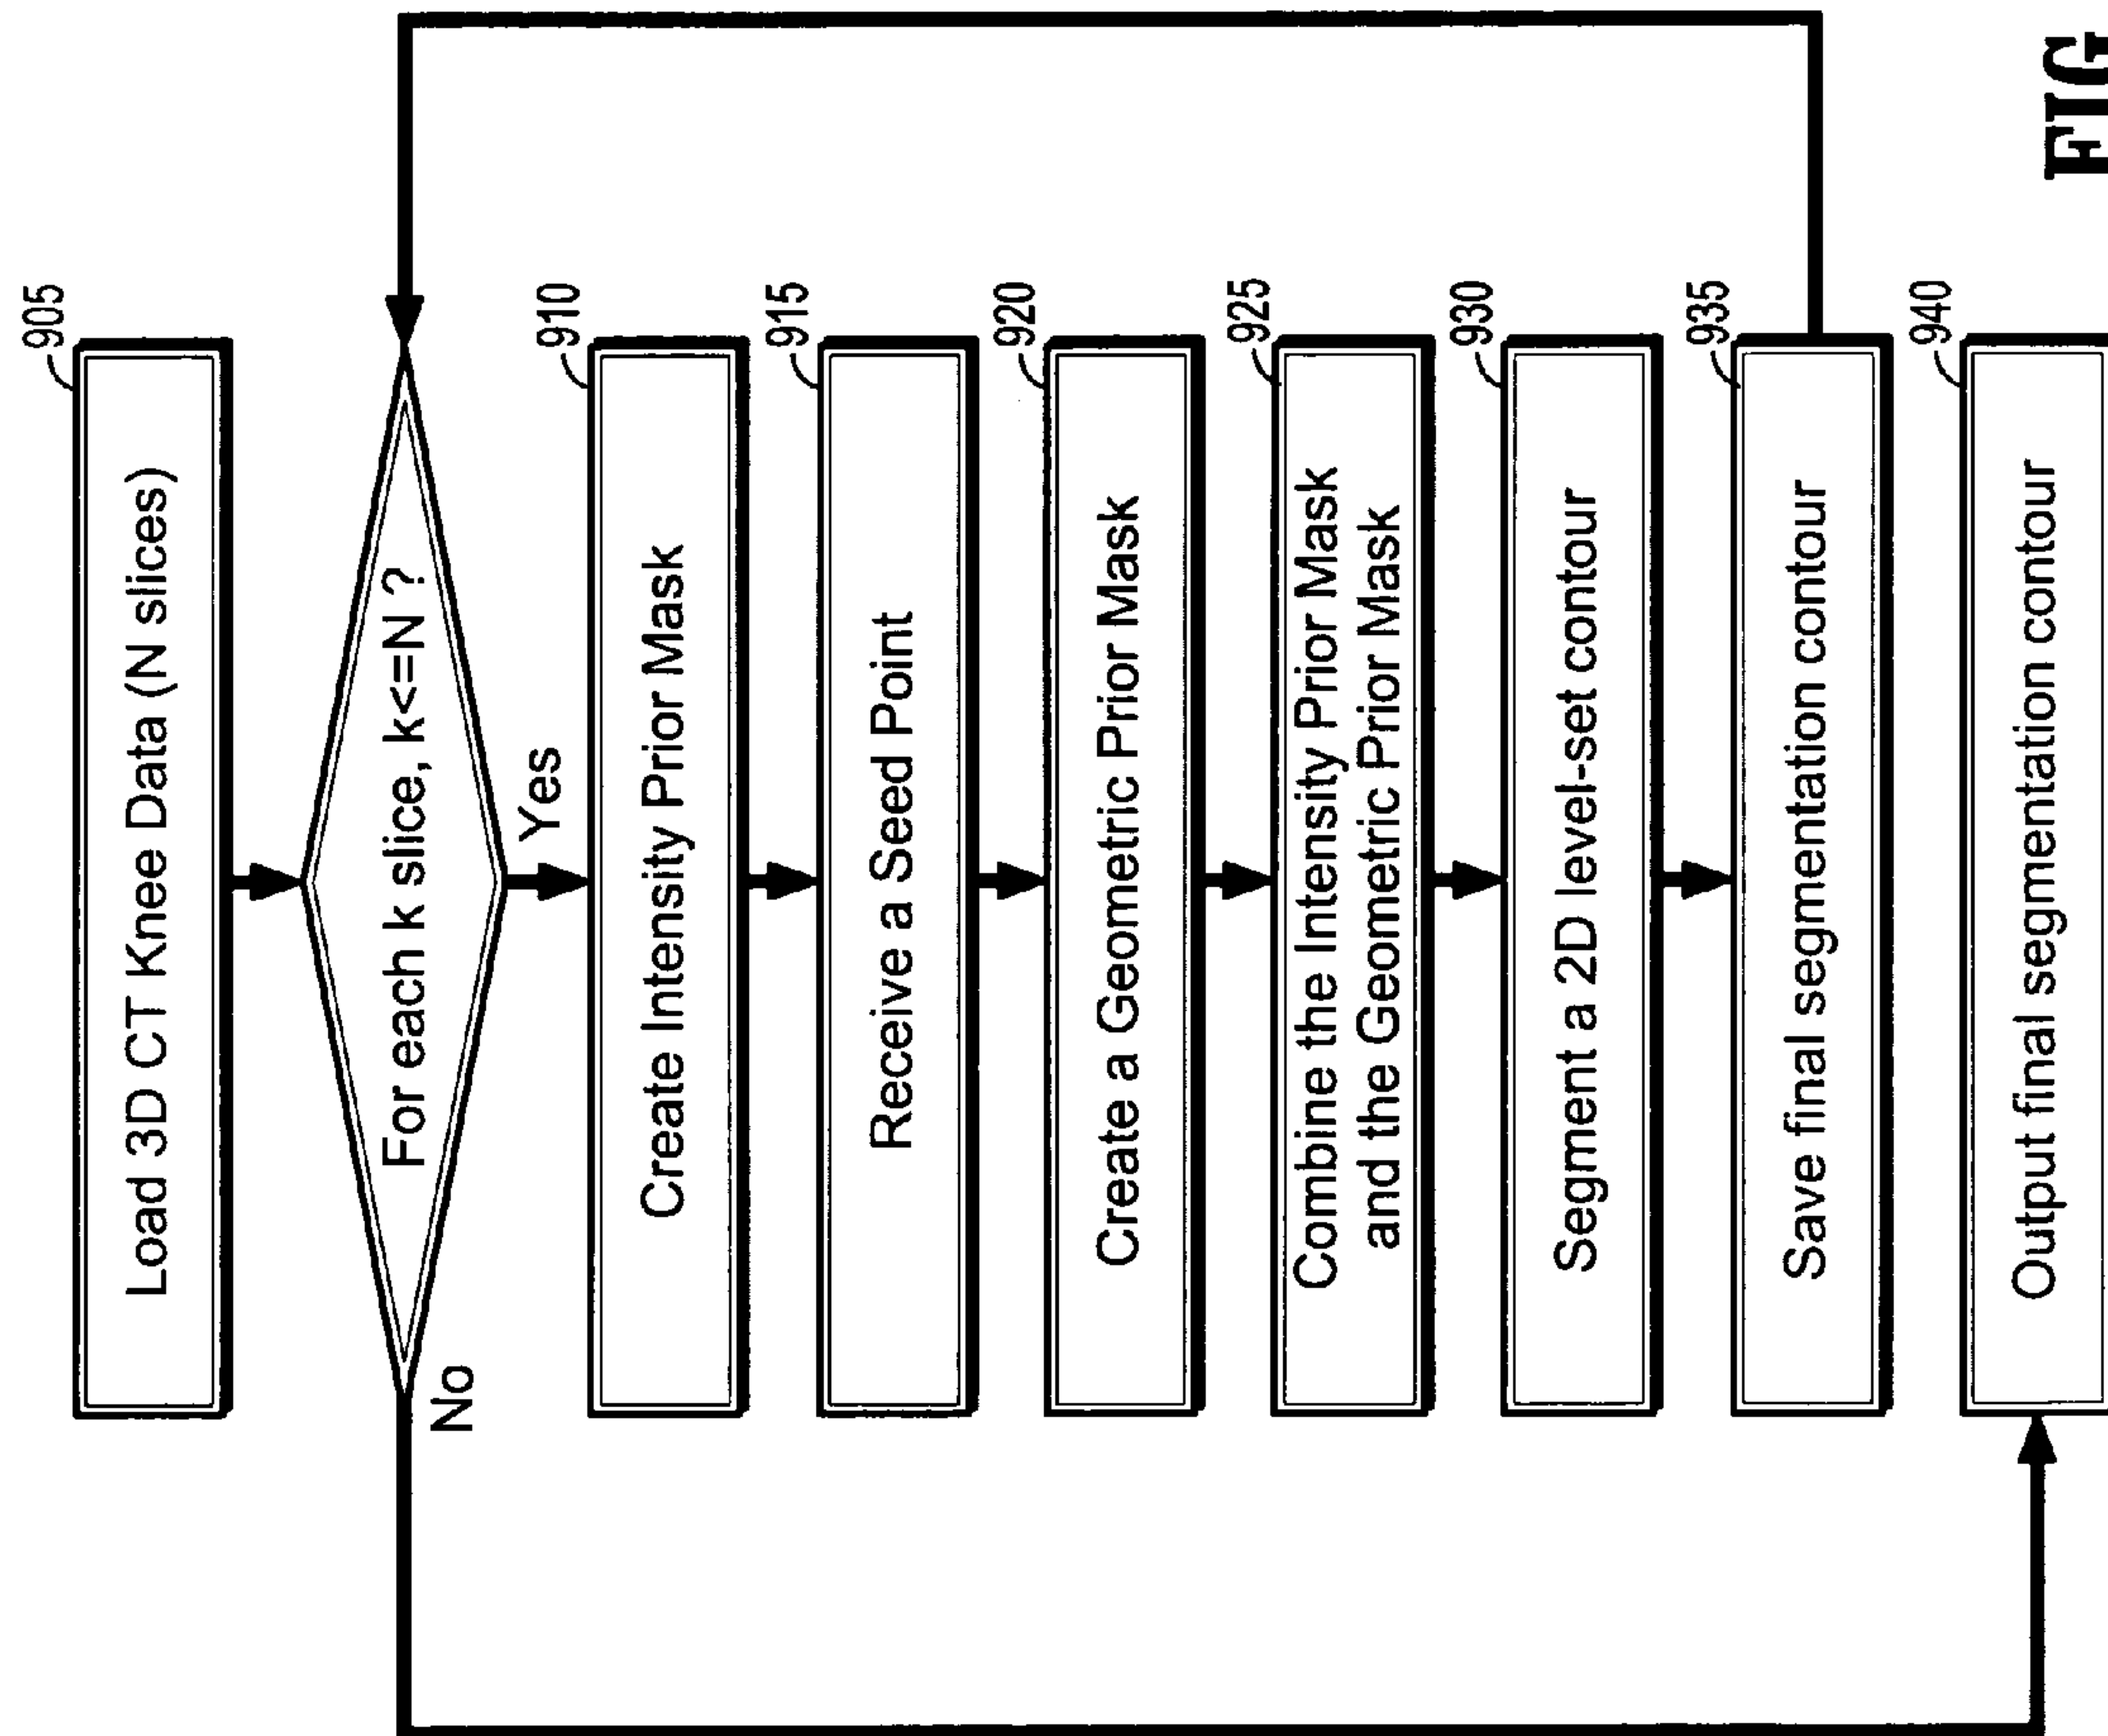 905
Load 3D CT Knee Data (N slices)
For each k slice, k<=N ?
No
Yes
910
Create Intensity Prior Mask
915
Receive a Seed Point
920
Create a Geometric Prior Mask
925
Combine the Intensity Prior Mask
and the Geometric Prior Mask
930
Segment a 2D level-set contour
935
Save final segmentation contour
940
Output final segmentation contour
FIG